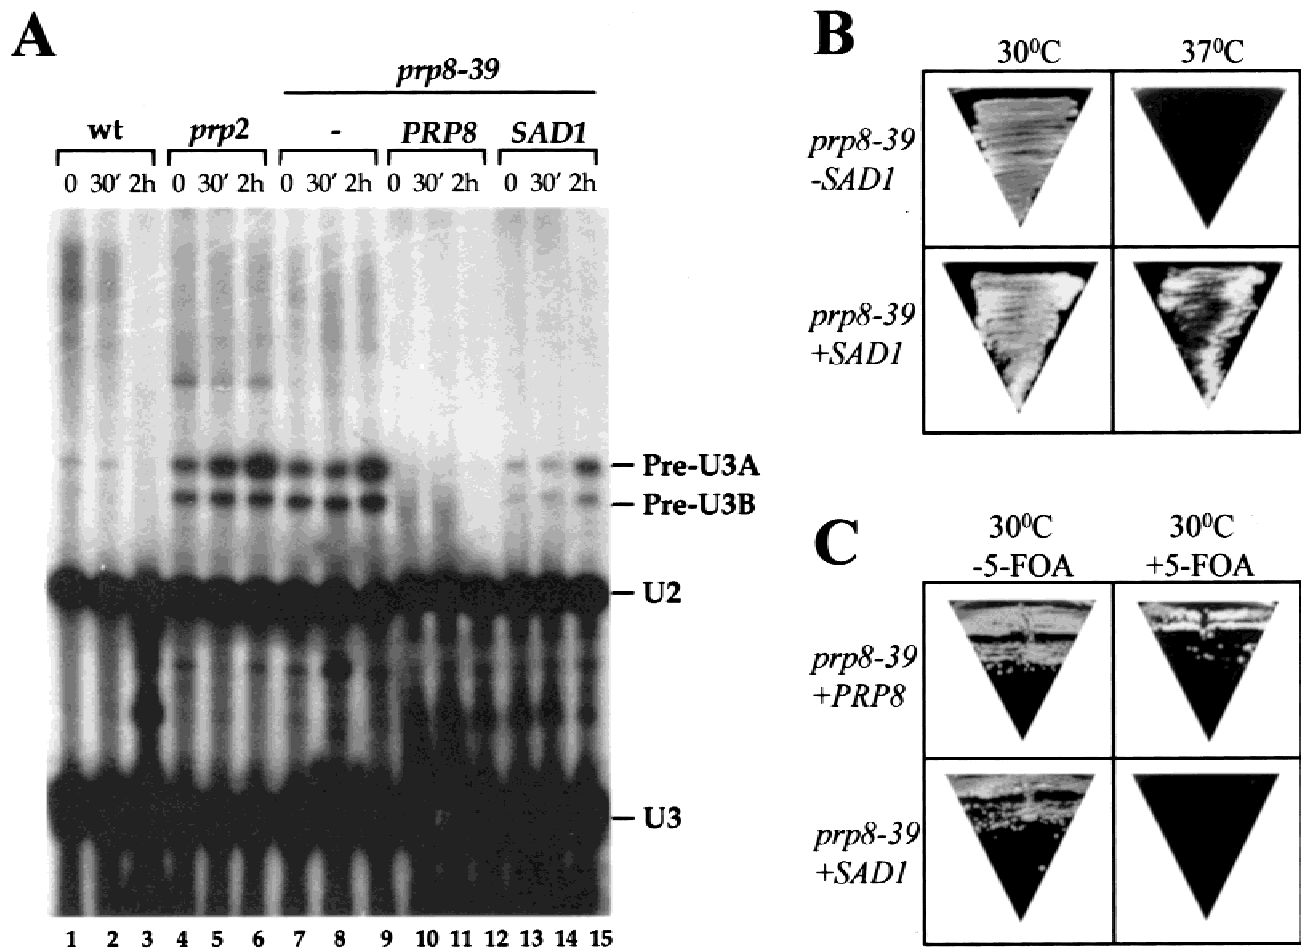 A
prp8-39
wt prp2 - PRP8 SAD1
0 30′ 2h 0 30′ 2h 0 30′ 2h 0 30′ 2h 0 30′ 2h
Pre-U3A
Pre-U3B
U2
U3
1 2 3 4 5 6 7 8 9 10 11 12 13 14 15
B
30⁰C 37⁰C
prp8-39
-SAD1
prp8-39
+SAD1
C
30⁰C 30⁰C
-5-FOA +5-FOA
prp8-39
+PRP8
prp8-39
+SAD1